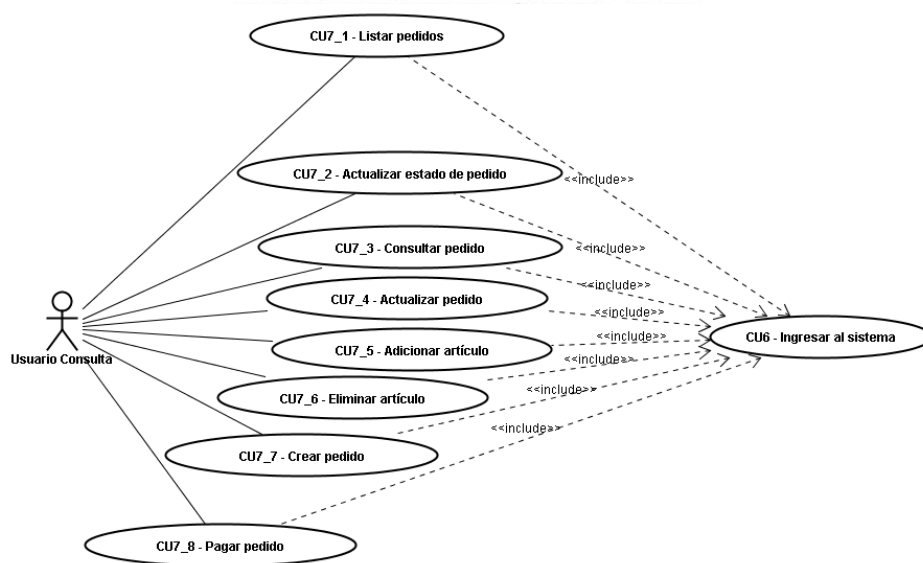 CU7_1 - Listar pedidos
CU7_2 - Actualizar estado de pedido
<<include>>
CU7_3 - Consultar pedido
<<include>>
<<include>>
CU7_4 - Actualizar pedido
<<include>>
Usuario Consulta
CU7_5 - Adicionar artículo
<<include>>
CU6 - Ingresar al sistema
<<include>>
CU7_6 - Eliminar artículo
<<include>>
<<include>>
CU7_7 - Crear pedido
CU7_8 - Pagar pedido